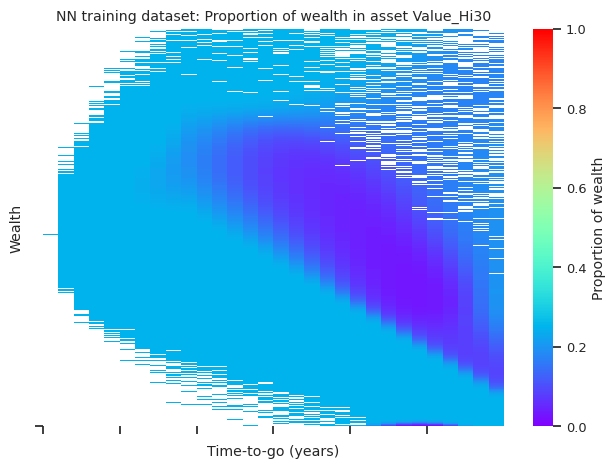 NN training dataset: Proportion of wealth in asset Value_Hi30
1.0
0.8
0.6
0.4
0.2
0.0
Proportion of wealth
Wealth
Time-to-go (years)